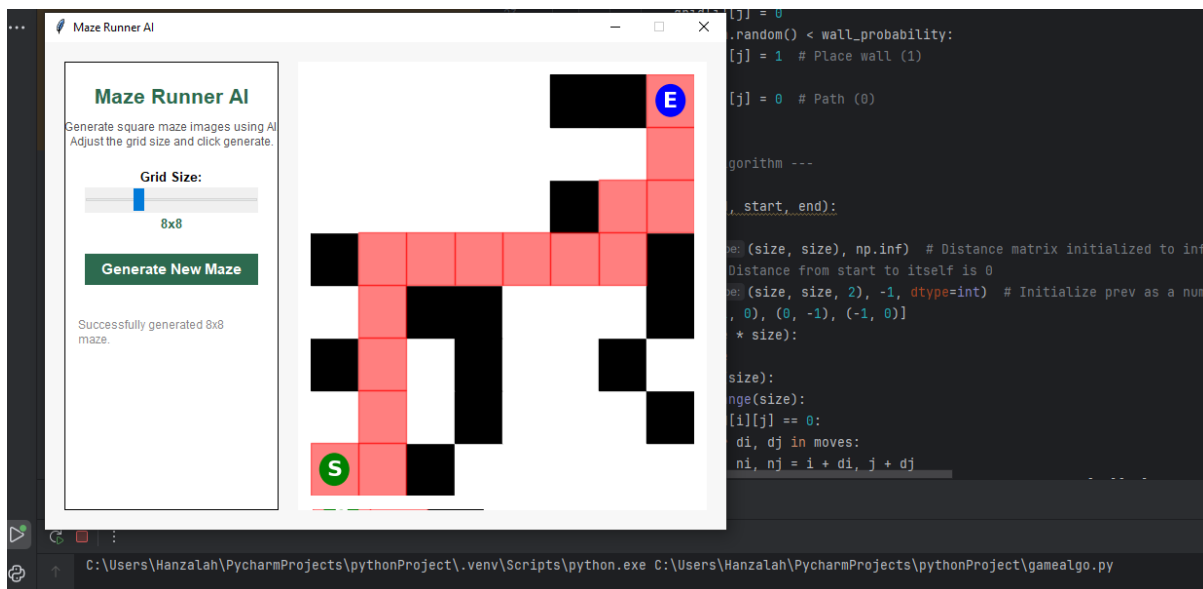 Maze Runner AI
Maze Runner AI
Generate square maze images using AI
Adjust the grid size and click generate.
Grid Size:
8x8
Generate New Maze
Successfully generated 8x8
maze.
E
S
[j] = 0
.random() < wall_probability:
[j] = 1  # Place wall (1)
[j] = 0  # Path (0)
gorithm ---
, start, end):
pe: (size, size), np.inf)  # Distance matrix initialized to inf
Distance from start to itself is 0
pe: (size, size, 2), -1, dtype=int)  # Initialize prev as a num
, 0), (0, -1), (-1, 0)]
* size):
size):
nge(size):
[i][j] == 0:
di, dj in moves:
ni, nj = i + di, j + dj
C:\Users\Hanzalah\PycharmProjects\pythonProject\.venv\Scripts\python.exe C:\Users\Hanzalah\PycharmProjects\pythonProject\gamealgo.py